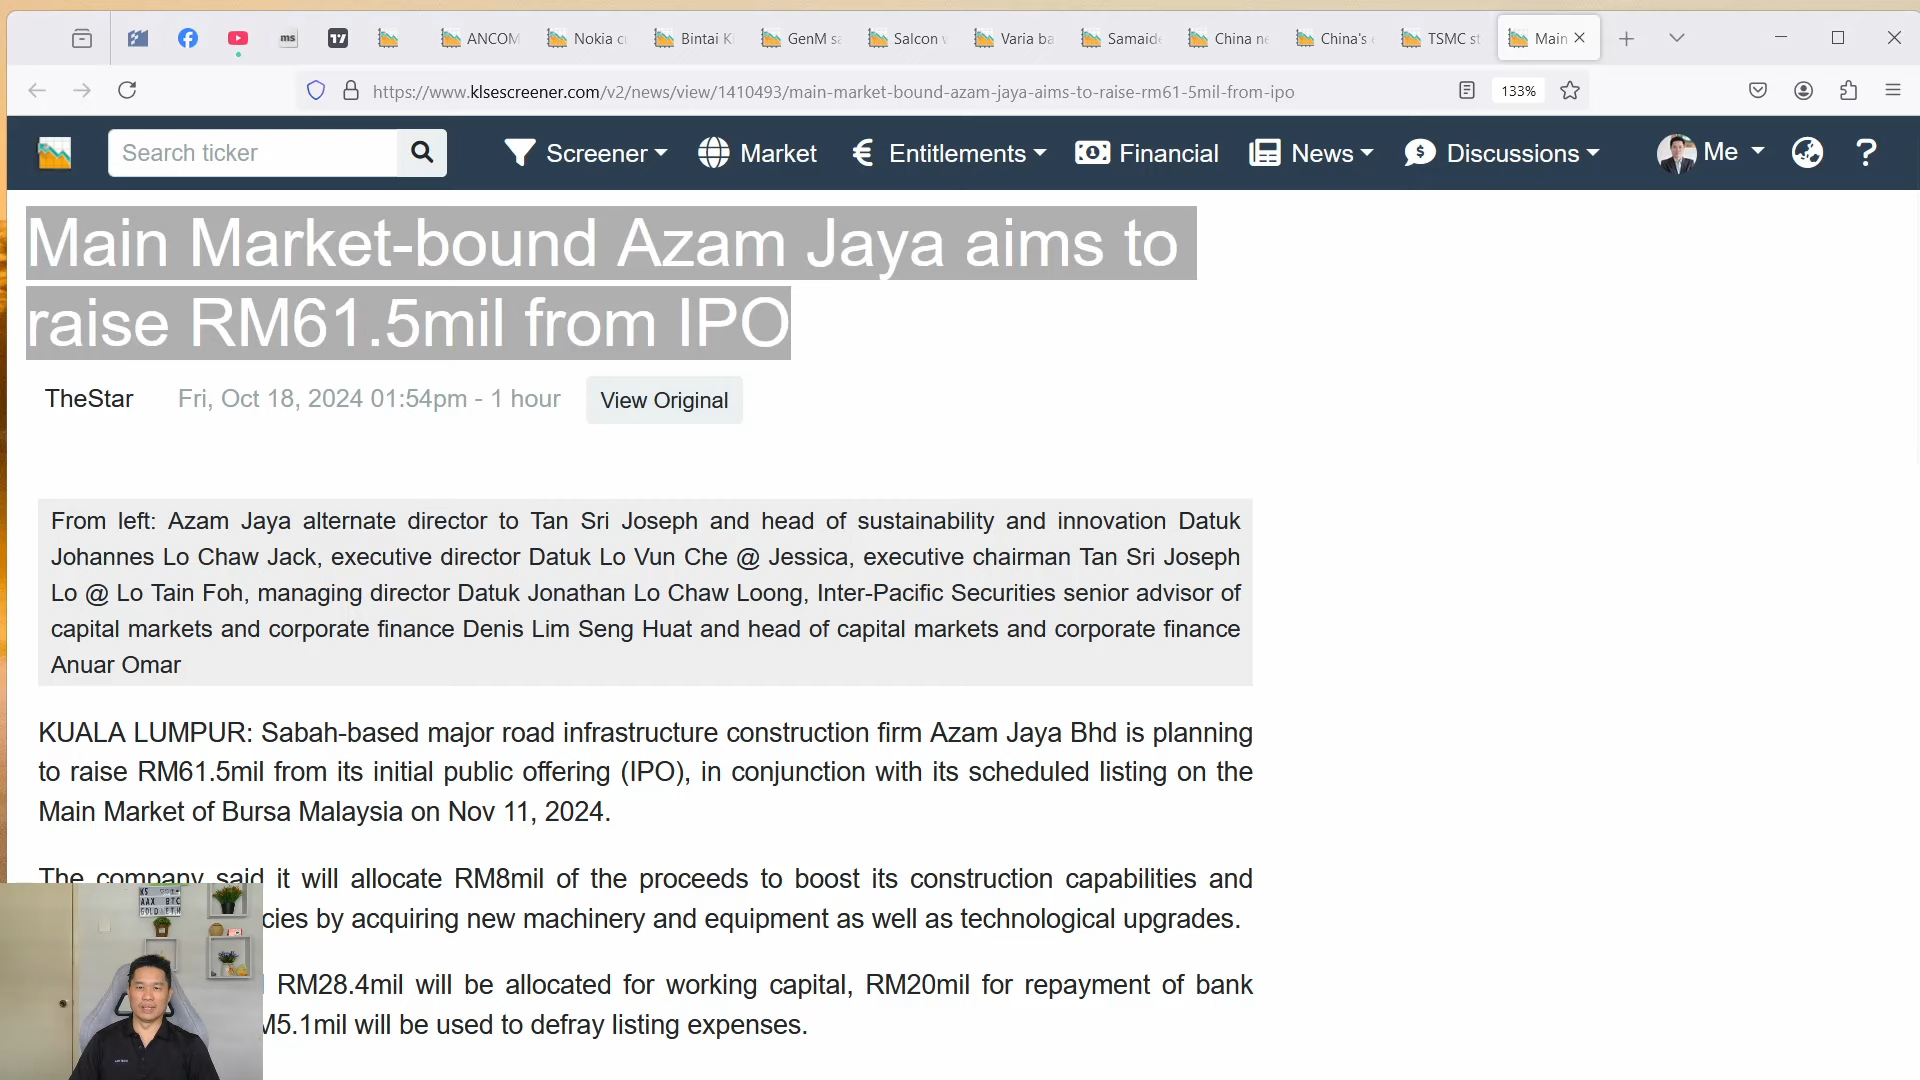 ms
ANCOM
Nokia c
Bintai K
GenM s
Salcon
Varia ba
Samaid
China n
China's
TSMC st
Main
https://www.klsescreener.com/v2/news/view/1410493/main-market-bound-azam-jaya-aims-to-raise-rm61-5mil-from-ipo
133%
Search ticker
Screener
Market
Entitlements
Financial
News
Discussions
Me
Main Market-bound Azam Jaya aims to
raise RM61.5mil from IPO
TheStar
Fri, Oct 18, 2024 01:54pm - 1 hour
View Original
From left: Azam Jaya alternate director to Tan Sri Joseph and head of sustainability and innovation Datuk
Johannes Lo Chaw Jack, executive director Datuk Lo Vun Che @ Jessica, executive chairman Tan Sri Joseph
Lo @ Lo Tain Foh, managing director Datuk Jonathan Lo Chaw Loong, Inter-Pacific Securities senior advisor of
capital markets and corporate finance Denis Lim Seng Huat and head of capital markets and corporate finance
Anuar Omar
KUALA LUMPUR: Sabah-based major road infrastructure construction firm Azam Jaya Bhd is planning
to raise RM61.5mil from its initial public offering (IPO), in conjunction with its scheduled listing on the
Main Market of Bursa Malaysia on Nov 11, 2024.
The company said it will allocate RM8mil of the proceeds to boost its construction capabilities and
cies by acquiring new machinery and equipment as well as technological upgrades.
RM28.4mil will be allocated for working capital, RM20mil for repayment of bank
M5.1mil will be used to defray listing expenses.
AAX BTC
GOLD ETH